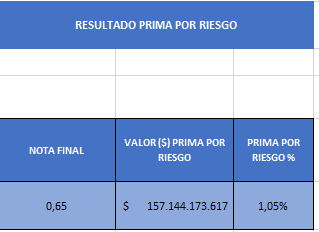 RESULTADO PRIMA POR RIESGO
NOTA FINAL
VALOR ($) PRIMA POR
RIESGO
PRIMA POR
RIESGO %
0,65
$ 157.144.173.617
1,05%